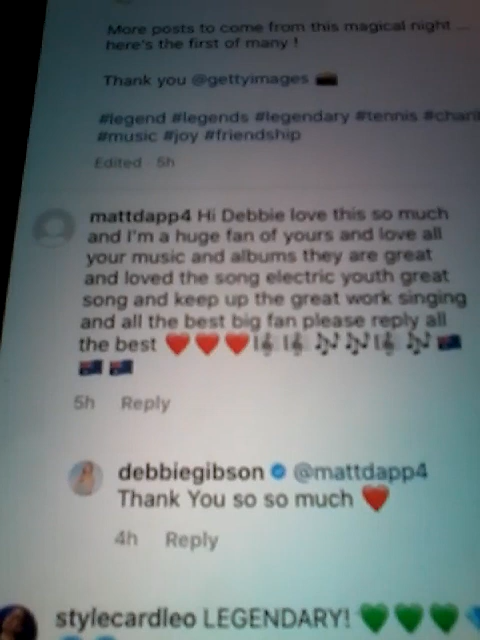 More posts to come from this magical night ....
here's the first of many !
Thank you @gettyimages 📸
#legend #legends #legendary #tennis
#music #joy #friendship
Edited · 5h
mattdapp4 Hi Debbie love this so much
and I'm a huge fan of yours and love all
your music and albums they are great
and loved the song electric youth great
song and keep up the great work singing
and all the best big fan please reply all
the best ❤️❤️❤️🎼🎼🎶🎶🎼🎶🇦🇺
🇦🇺🇦🇺
5h Reply
debbiegibson @mattdapp4
Thank You so so much ❤️
4h Reply
stylecardleo LEGENDARY! 💚💚💚